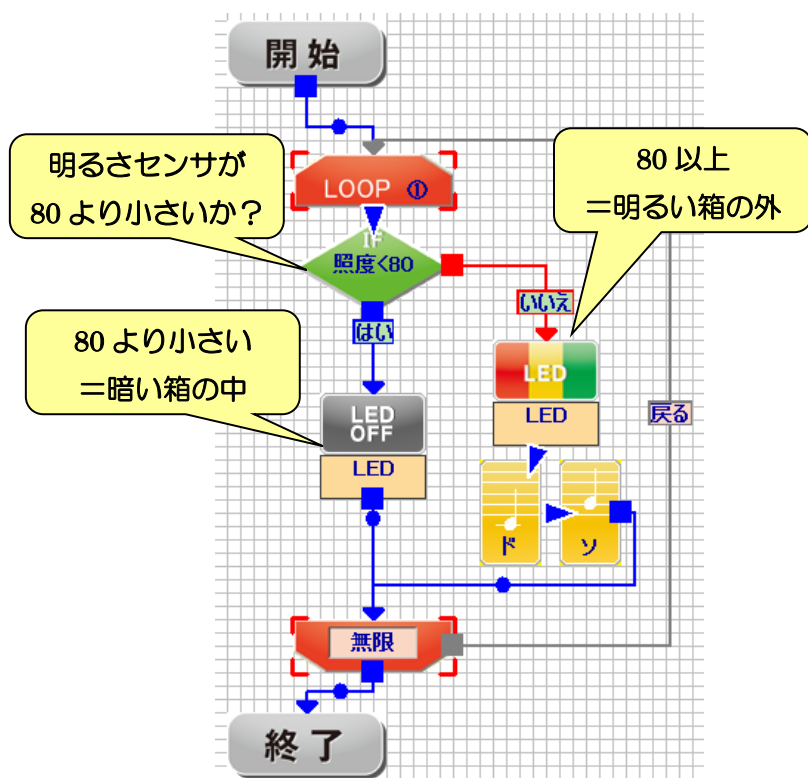 開始
明るさセンサが
80より小さいか？
80以上
＝明るい箱の外
LOOP ①
IF
照度<80
いいえ
はい
80より小さい
＝暗い箱の中
LED
LED
LED
OFF
LED
戻る
ド
ソ
無限
終了